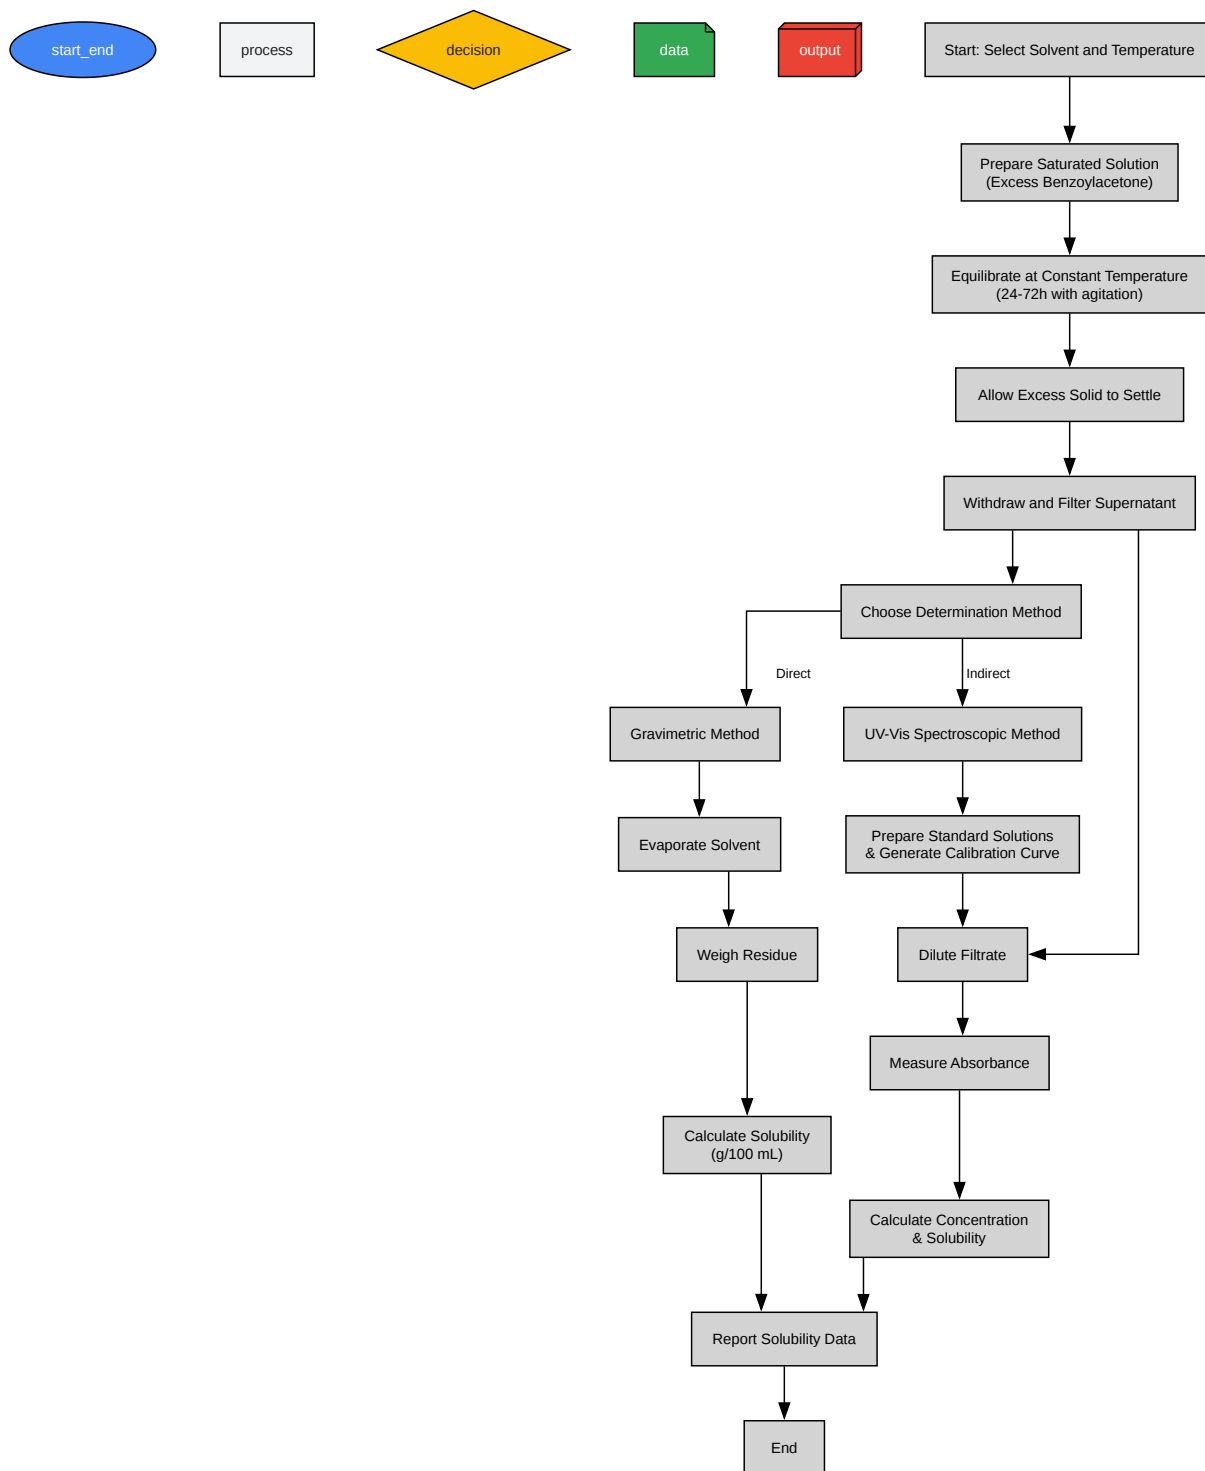 start_end
process
decision
data
output
Start: Select Solvent and Temperature
Prepare Saturated Solution
(Excess Benzoylacetone)
Equilibrate at Constant Temperature
(24-72h with agitation)
Allow Excess Solid to Settle
Withdraw and Filter Supernatant
Choose Determination Method
Direct
Indirect
Gravimetric Method
UV-Vis Spectroscopic Method
Evaporate Solvent
Prepare Standard Solutions
& Generate Calibration Curve
Weigh Residue
Dilute Filtrate
Measure Absorbance
Calculate Solubility
(g/100 mL)
Calculate Concentration
& Solubility
Report Solubility Data
End